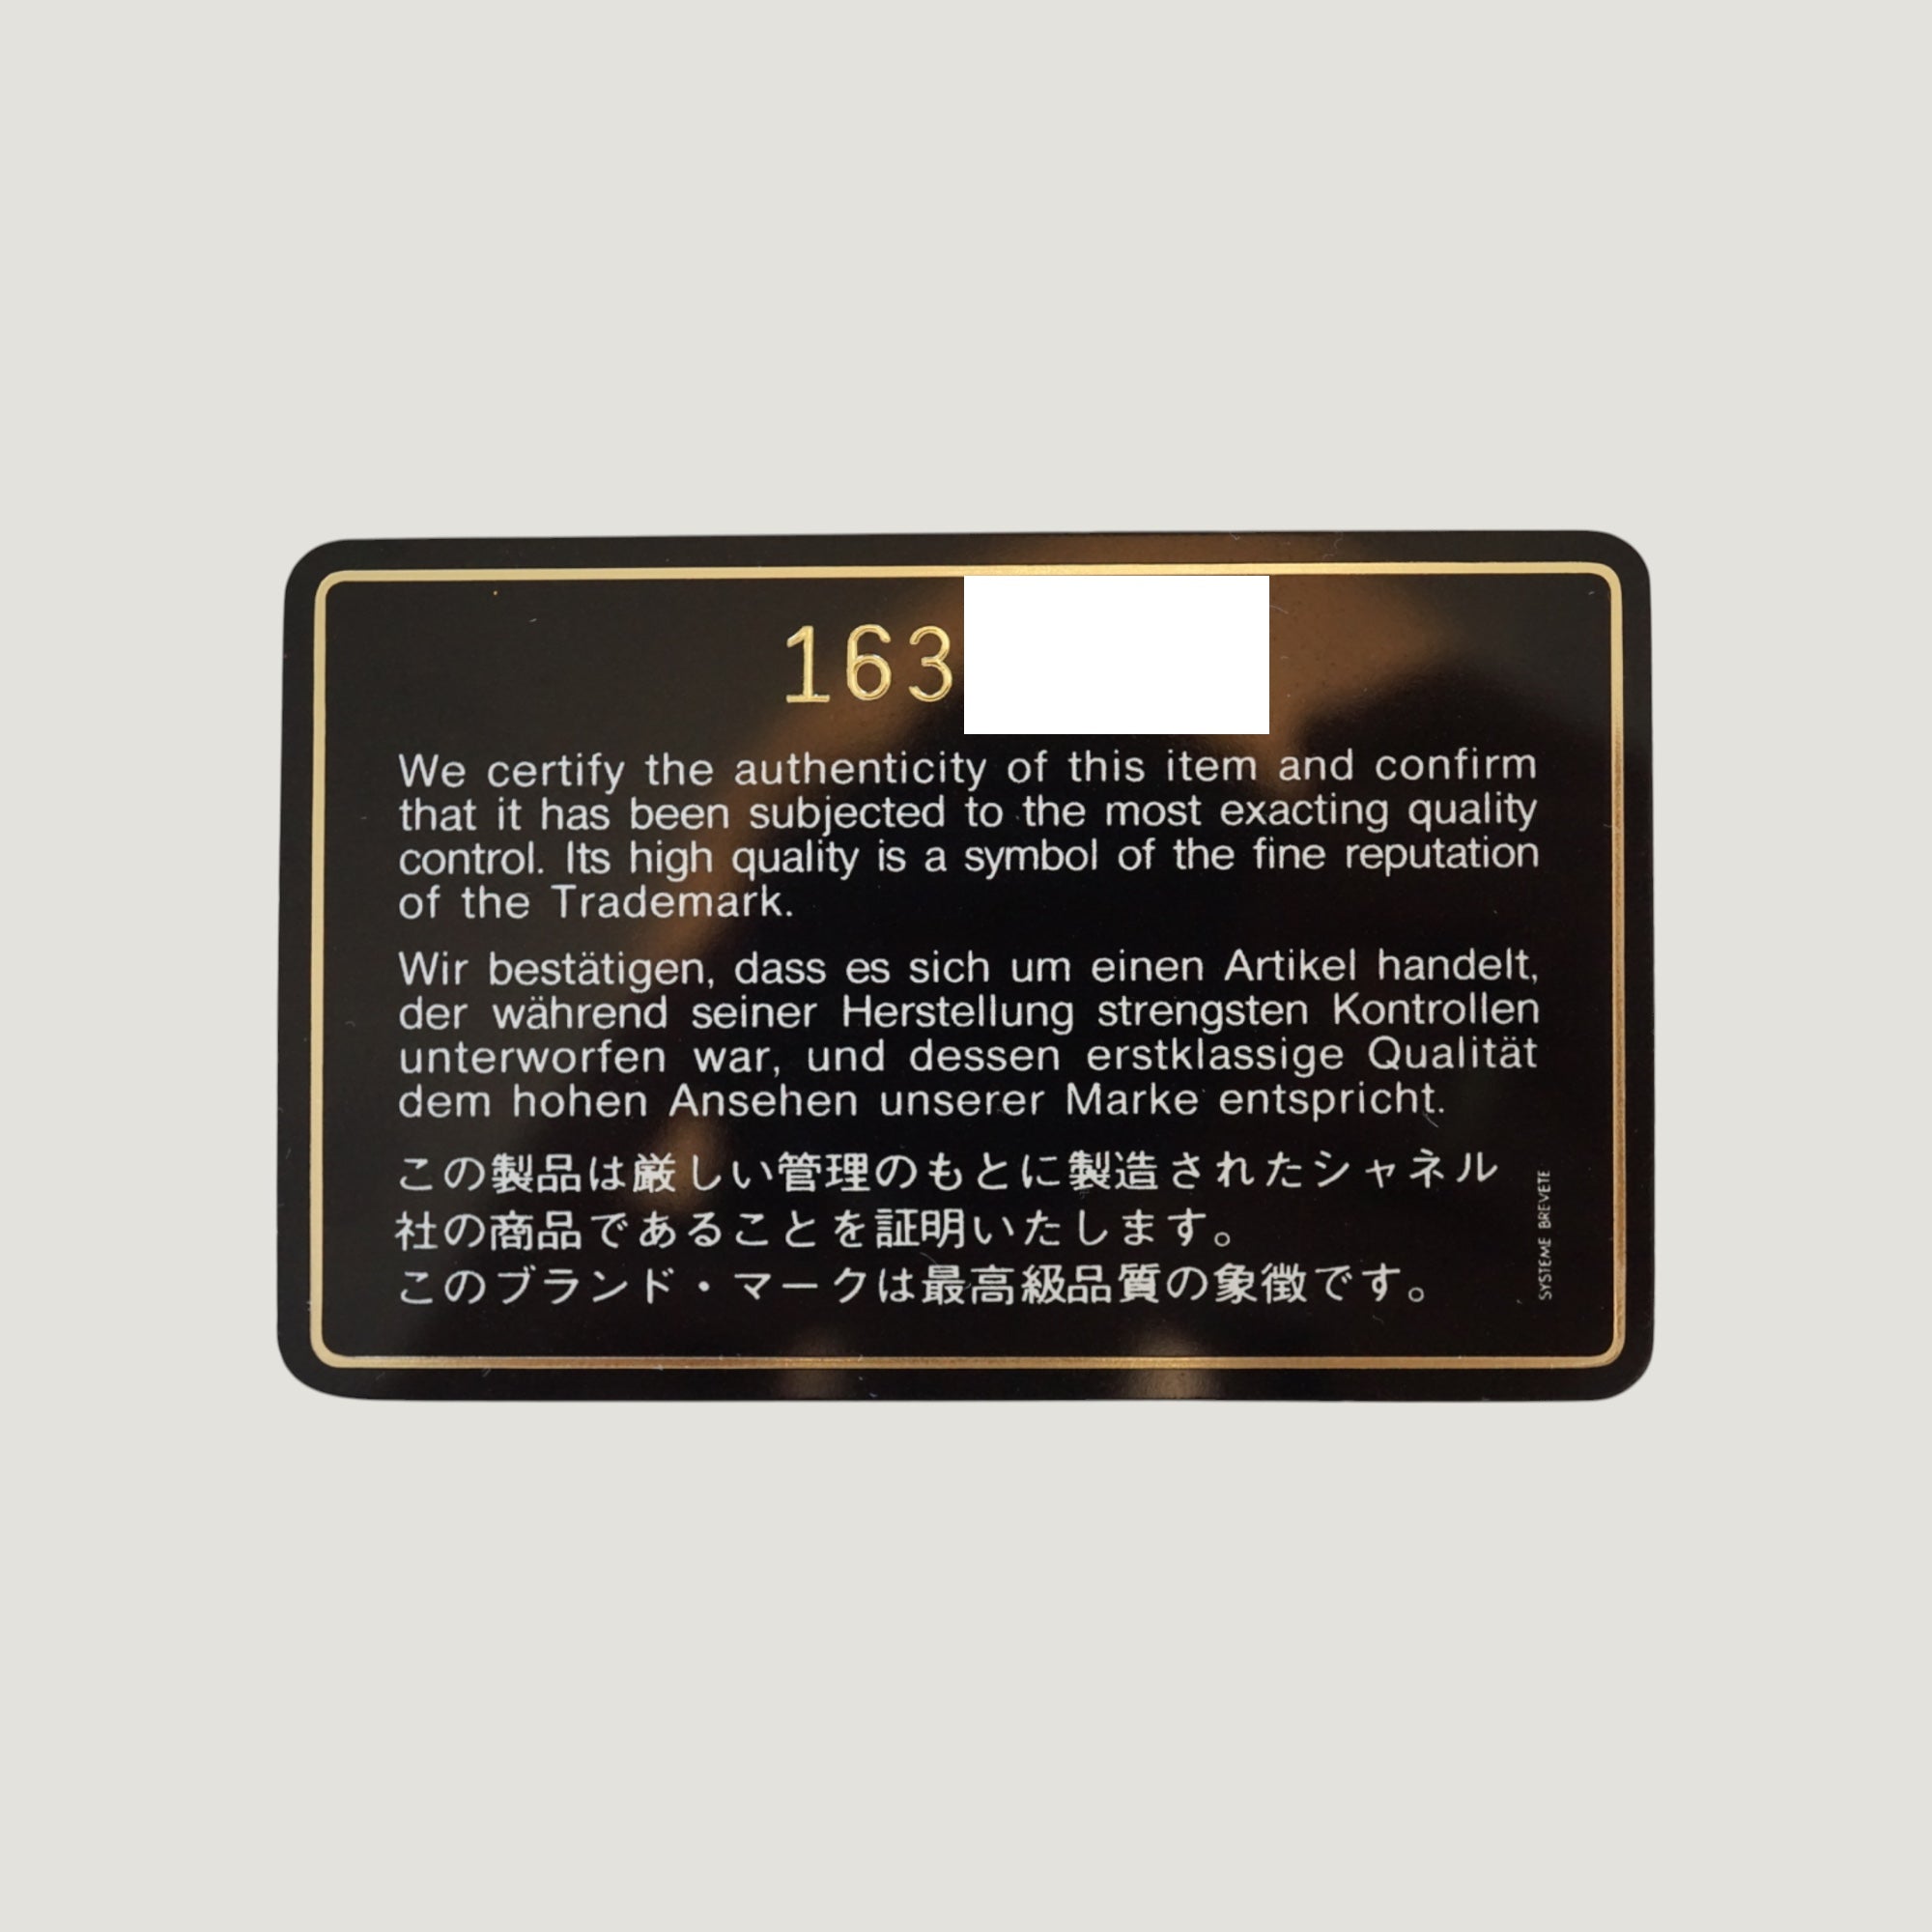 163
We certify the authenticity of this item and confirm
that it has been subjected to the most exacting quality
control. Its high quality is a symbol of the fine reputation
of the Trademark.
Wir bestätigen, dass es sich um einen Artikel handelt,
der während seiner Herstellung strengsten Kontrollen
unterworfen war, und dessen erstklassige Qualität
dem hohen Ansehen unserer Marke entspricht.
この製品は厳しい管理のもとに製造されたシャネル
社の商品であることを証明いたします。
このブランド・マークは最高級品質の象徴です。
SYSTEME BREVETE